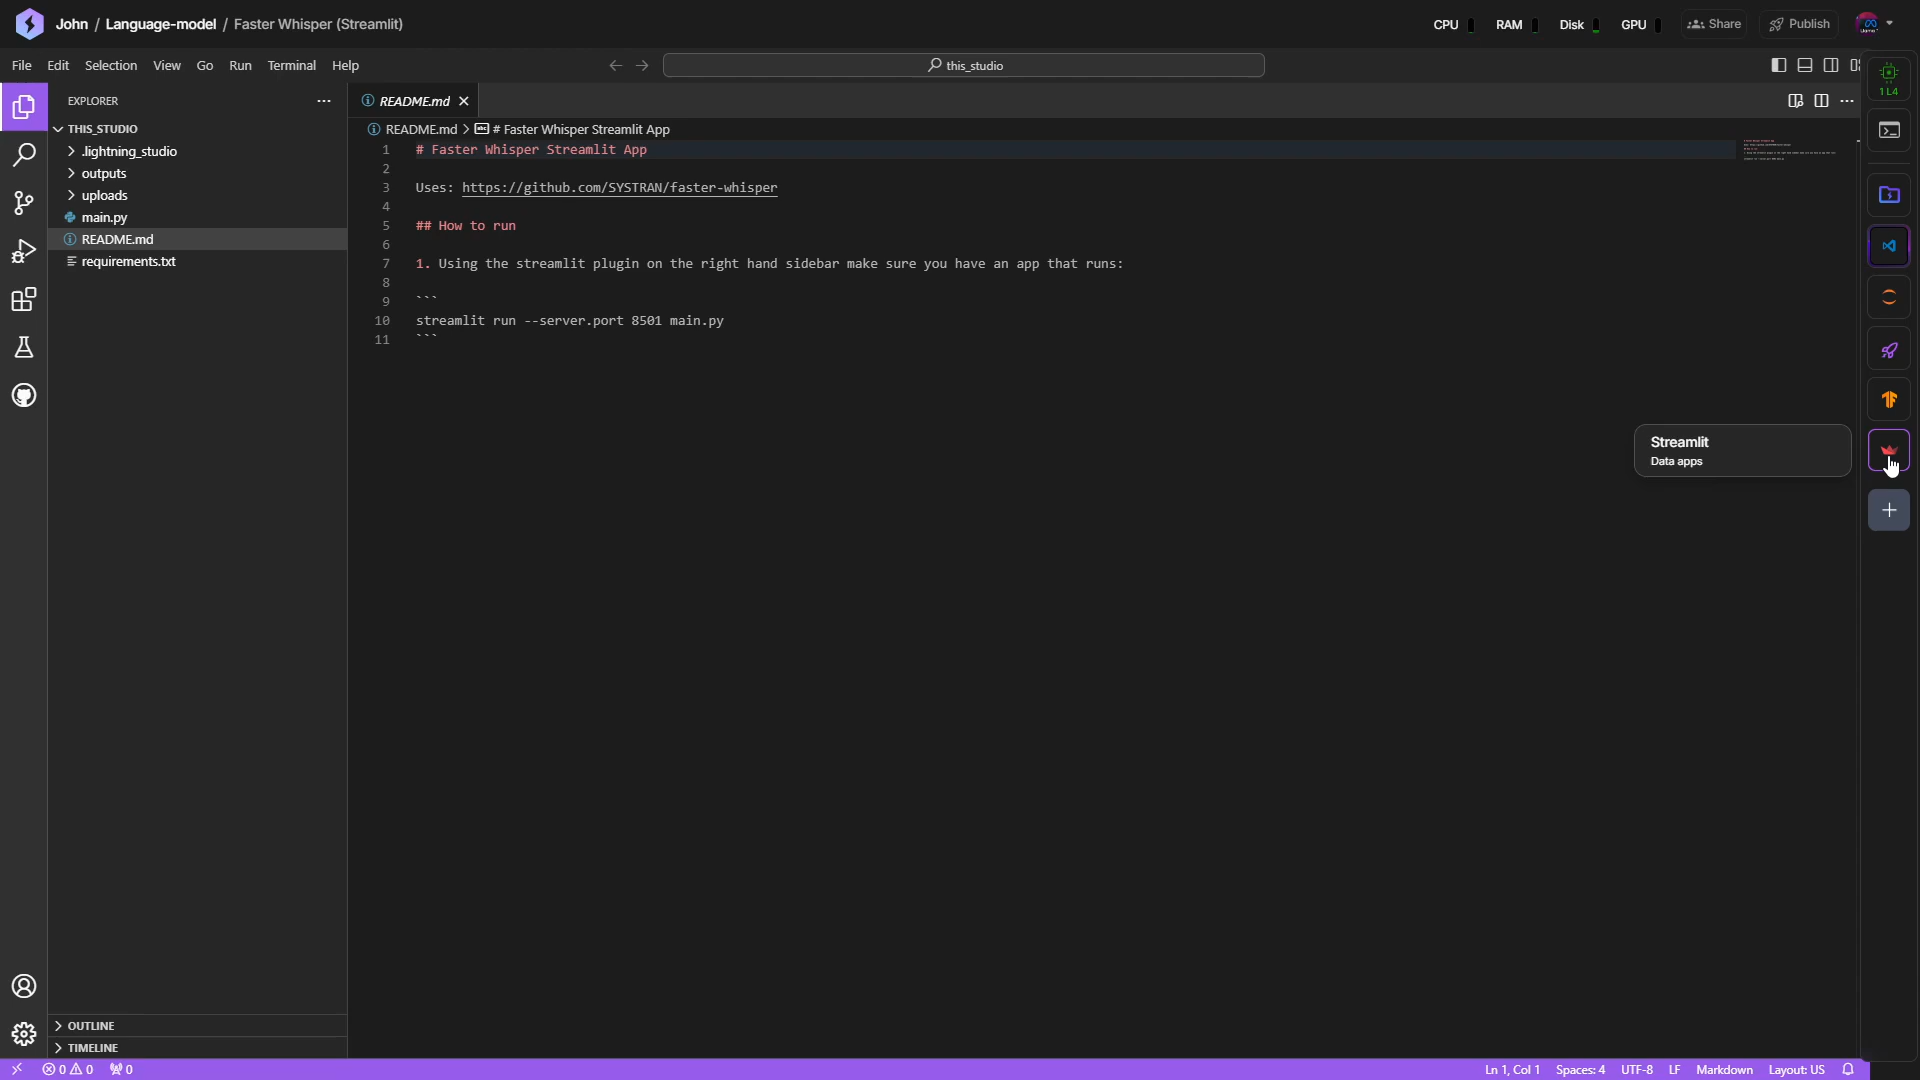 John / Language-model / Faster Whisper (Streamlit)
CPU RAM Disk GPU Share Publish
File Edit Selection View Go Run Terminal Help
this_studio
1 L4
EXPLORER
THIS_STUDIO
.lightning_studio
outputs
uploads
main.py
README.md
requirements.txt
OUTLINE
TIMELINE
README.md
README.md > # Faster Whisper Streamlit App
1 # Faster Whisper Streamlit App
2
3 Uses: https://github.com/SYSTRAN/faster-whisper
4
5 ## How to run
6
7 1. Using the streamlit plugin on the right hand sidebar make sure you have an app that runs:
8
9 ```
10 streamlit run --server.port 8501 main.py
11 ```
Streamlit
Data apps
0 0 0
Ln 1, Col 1 Spaces: 4 UTF-8 LF Markdown Layout: US